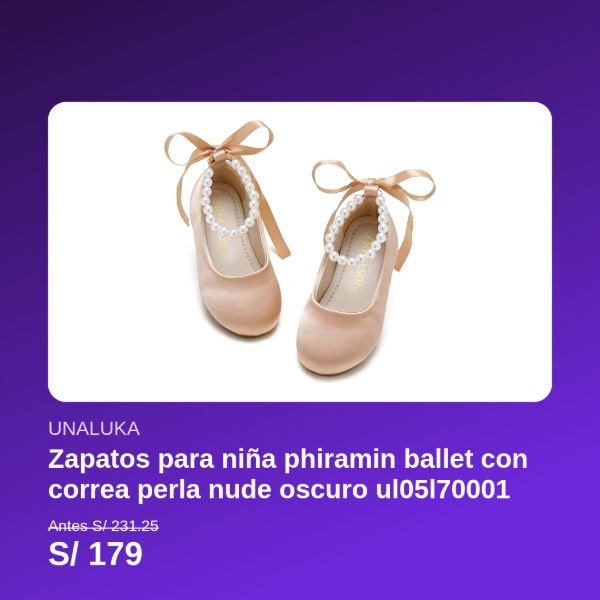 UNALUKA
Zapatos para niña phiramin ballet con
correa perla nude oscuro ul05l70001
Antes S/ 231.25
S/ 179